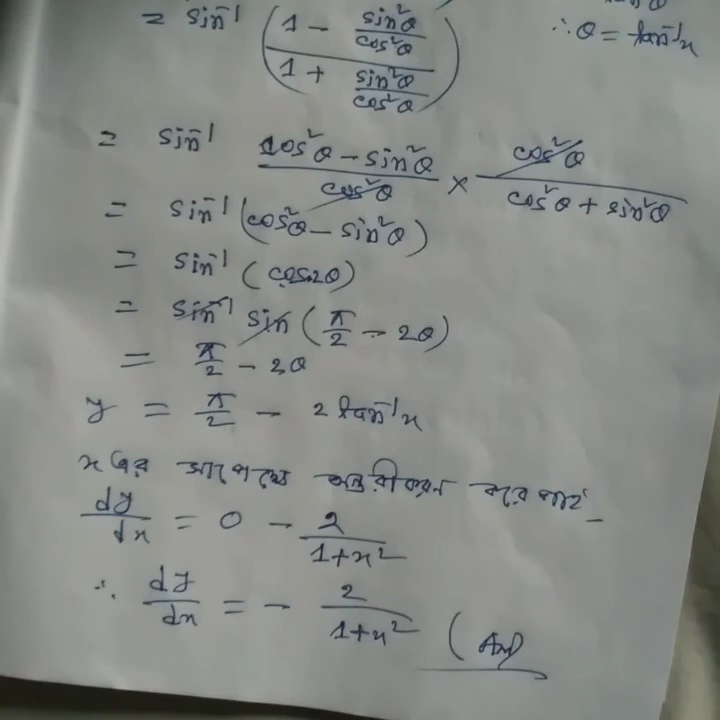 = sin⁻¹ ( (1 - sin²θ/cos²θ) / (1 + sin²θ/cos²θ) )
∴ θ = tan⁻¹x
= sin⁻¹ (cos²θ - sin²θ)/cos²θ × cos²θ/(cos²θ + sin²θ)
= sin⁻¹ (cos²θ - sin²θ)
= sin⁻¹ (cos2θ)
= sin⁻¹ sin (π/2 - 2θ)
= π/2 - 2θ
y = π/2 - 2 tan⁻¹x
x এর সাপেক্ষে অন্তরীকরণ করে পাই -
dy/dx = 0 - 2/(1+x²)
∴ dy/dx = - 2/(1+x²) (Ans)